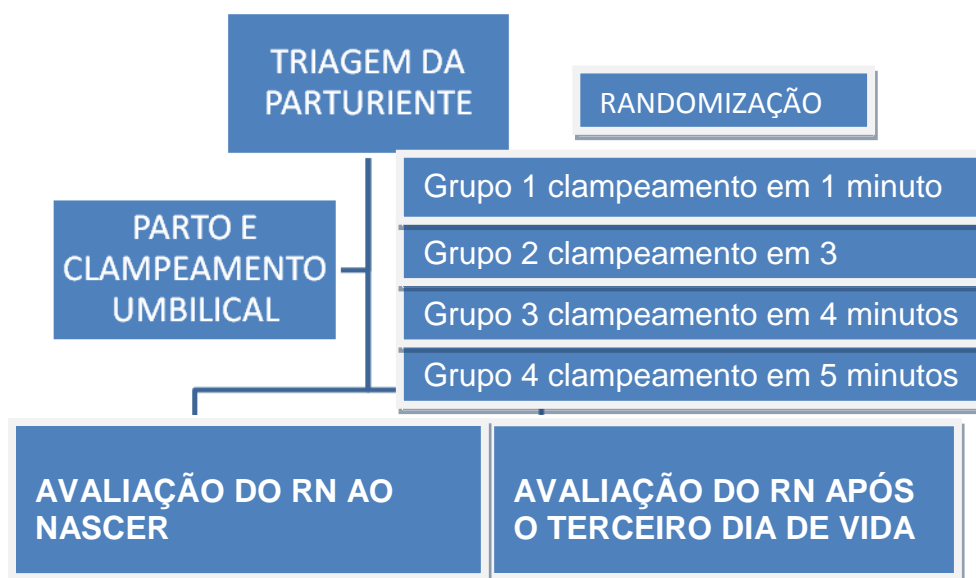 TRIAGEM DA
PARTURIENTE
RANDOMIZAÇÃO
Grupo 1 clampeamento em 1 minuto
Grupo 2 clampeamento em 3
Grupo 3 clampeamento em 4 minutos
Grupo 4 clampeamento em 5 minutos
PARTO E
CLAMPEAMENTO
UMBILICAL
AVALIAÇÃO DO RN AO
NASCER
AVALIAÇÃO DO RN APÓS
O TERCEIRO DIA DE VIDA